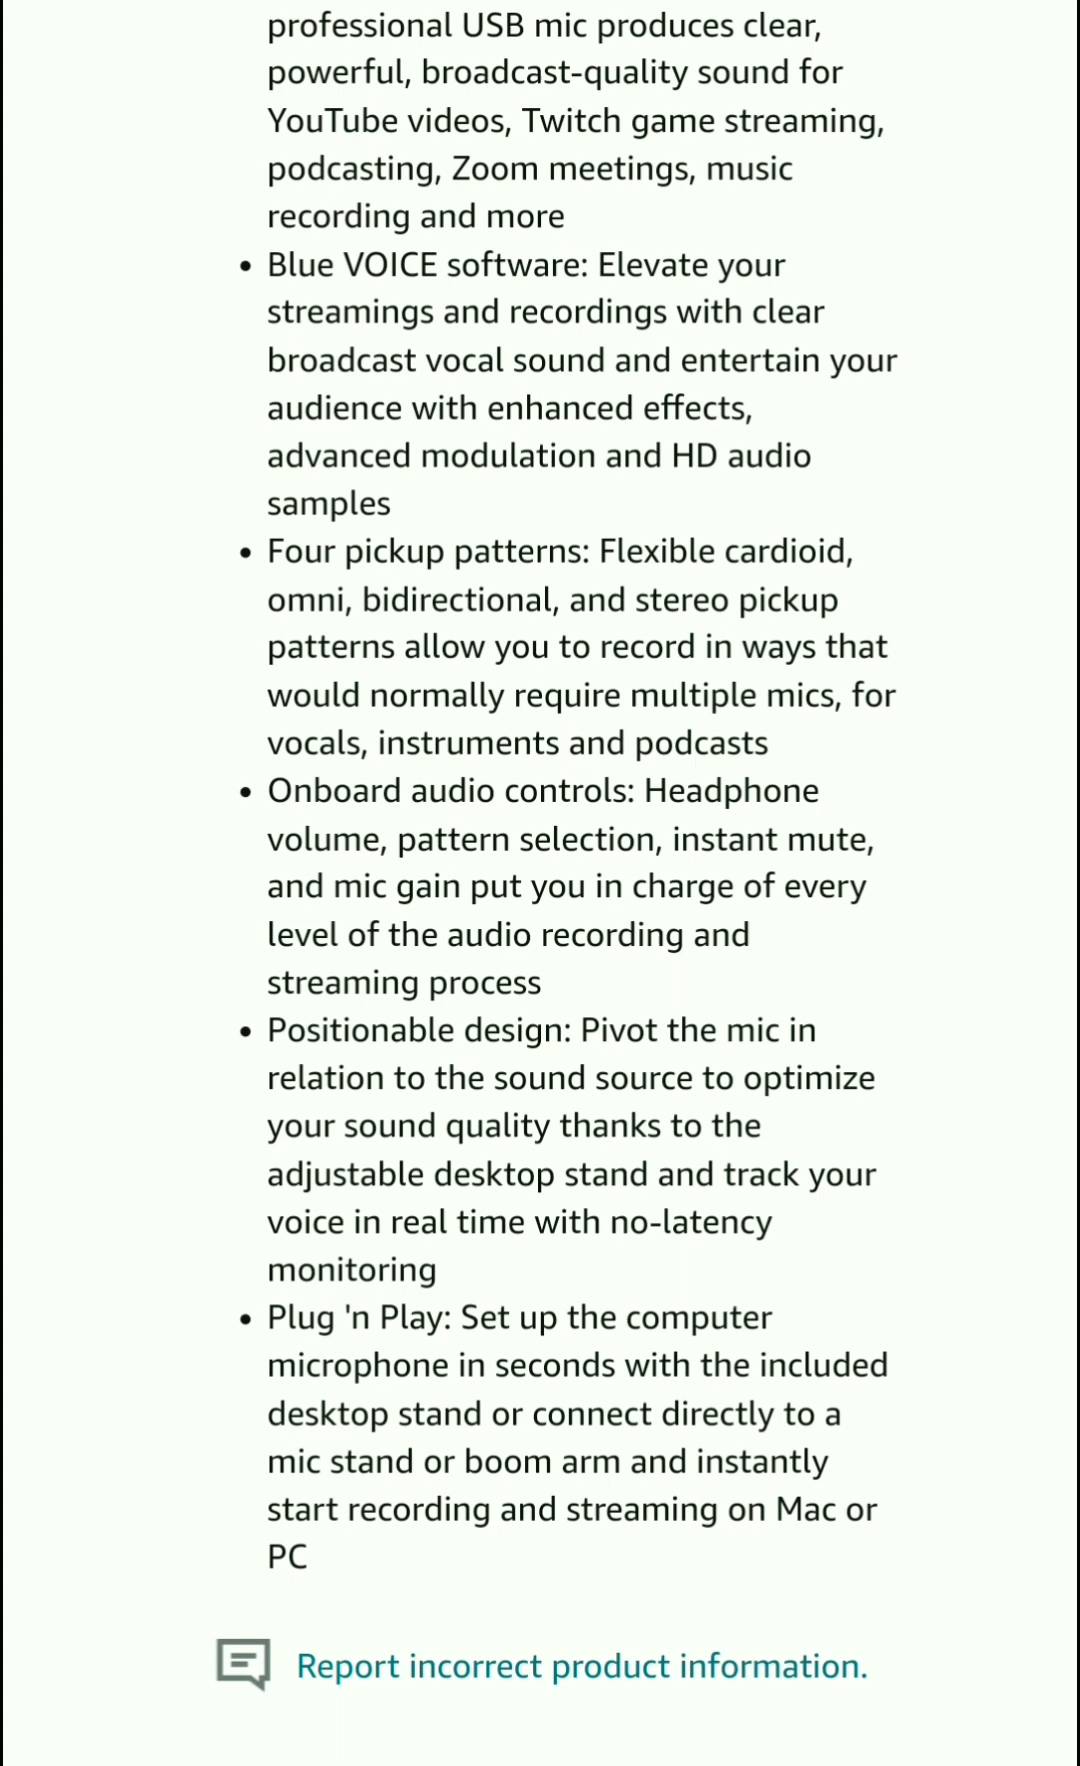 professional USB mic produces clear,
powerful, broadcast-quality sound for
YouTube videos, Twitch game streaming,
podcasting, Zoom meetings, music
recording and more
• Blue VOICE software: Elevate your
streamings and recordings with clear
broadcast vocal sound and entertain your
audience with enhanced effects,
advanced modulation and HD audio
samples
• Four pickup patterns: Flexible cardioid,
omni, bidirectional, and stereo pickup
patterns allow you to record in ways that
would normally require multiple mics, for
vocals, instruments and podcasts
• Onboard audio controls: Headphone
volume, pattern selection, instant mute,
and mic gain put you in charge of every
level of the audio recording and
streaming process
• Positionable design: Pivot the mic in
relation to the sound source to optimize
your sound quality thanks to the
adjustable desktop stand and track your
voice in real time with no-latency
monitoring
• Plug 'n Play: Set up the computer
microphone in seconds with the included
desktop stand or connect directly to a
mic stand or boom arm and instantly
start recording and streaming on Mac or
PC
Report incorrect product information.